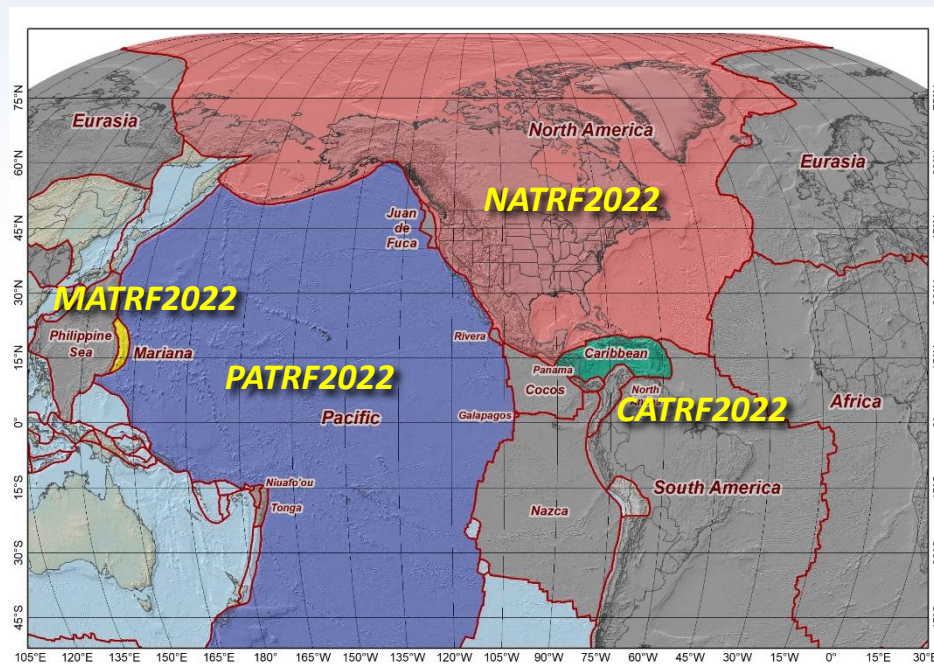 75°N
Eurasia
North America
60°N
Eurasia
NATRF2022
Juan
de
Fuca
45°N
30°N
MATRF2022
Philippine
Sea
Mariana
Rivera
Caribbean
15°N
Panama
Cocos
PATRF2022
North
CATRF2022
Africa
Pacific
Galapagos
0°
Niuafo'ou
15°S
South America
Tonga
Nazca
30°S
45°S
105°E 120°E 135°E 150°E 165°E 180° 165°W 150°W 135°W 120°W 105°W 90°W 75°W 60°W 45°W 30°W 15°W 0° 15°E 30°E